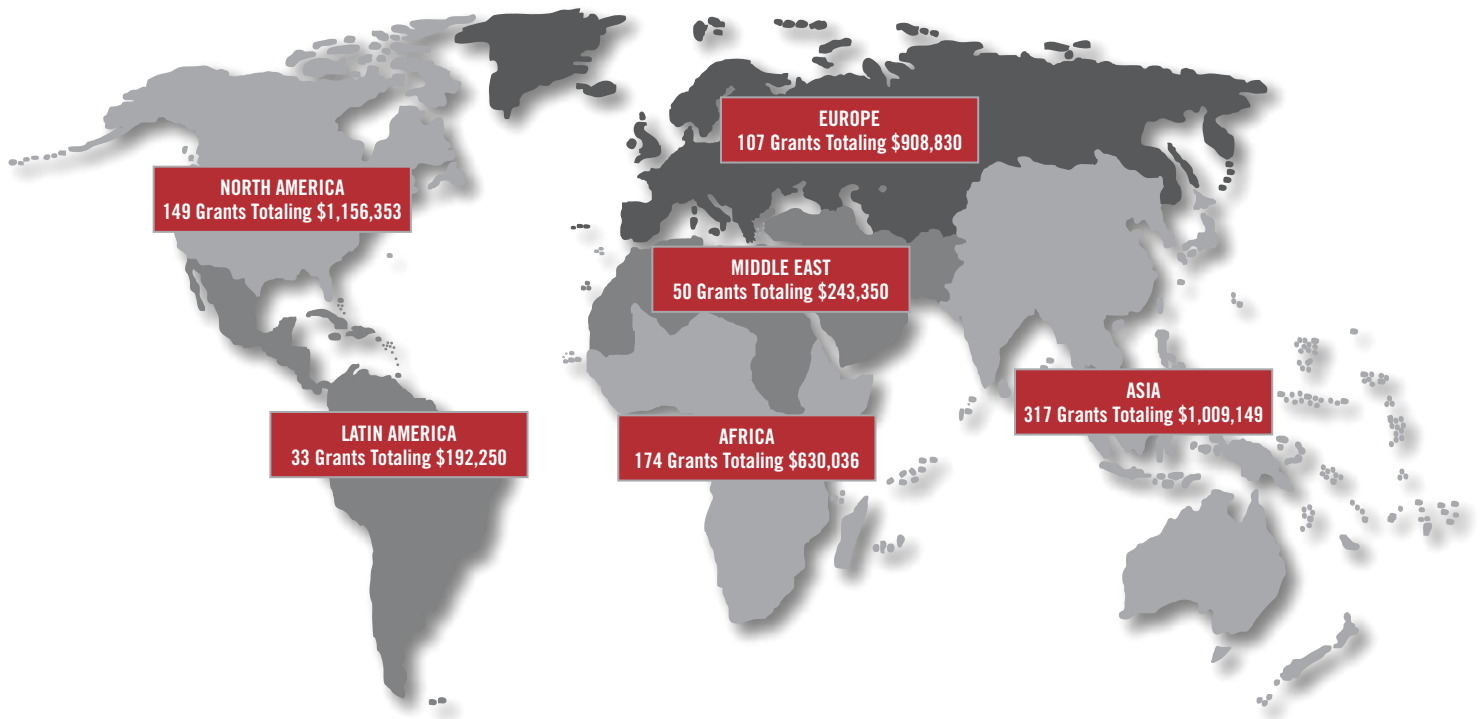 EUROPE
107 Grants Totaling $908,830
NORTH AMERICA
149 Grants Totaling $1,156,353
MIDDLE EAST
50 Grants Totaling $243,350
ASIA
317 Grants Totaling $1,009,149
LATIN AMERICA
33 Grants Totaling $192,250
AFRICA
174 Grants Totaling $630,036